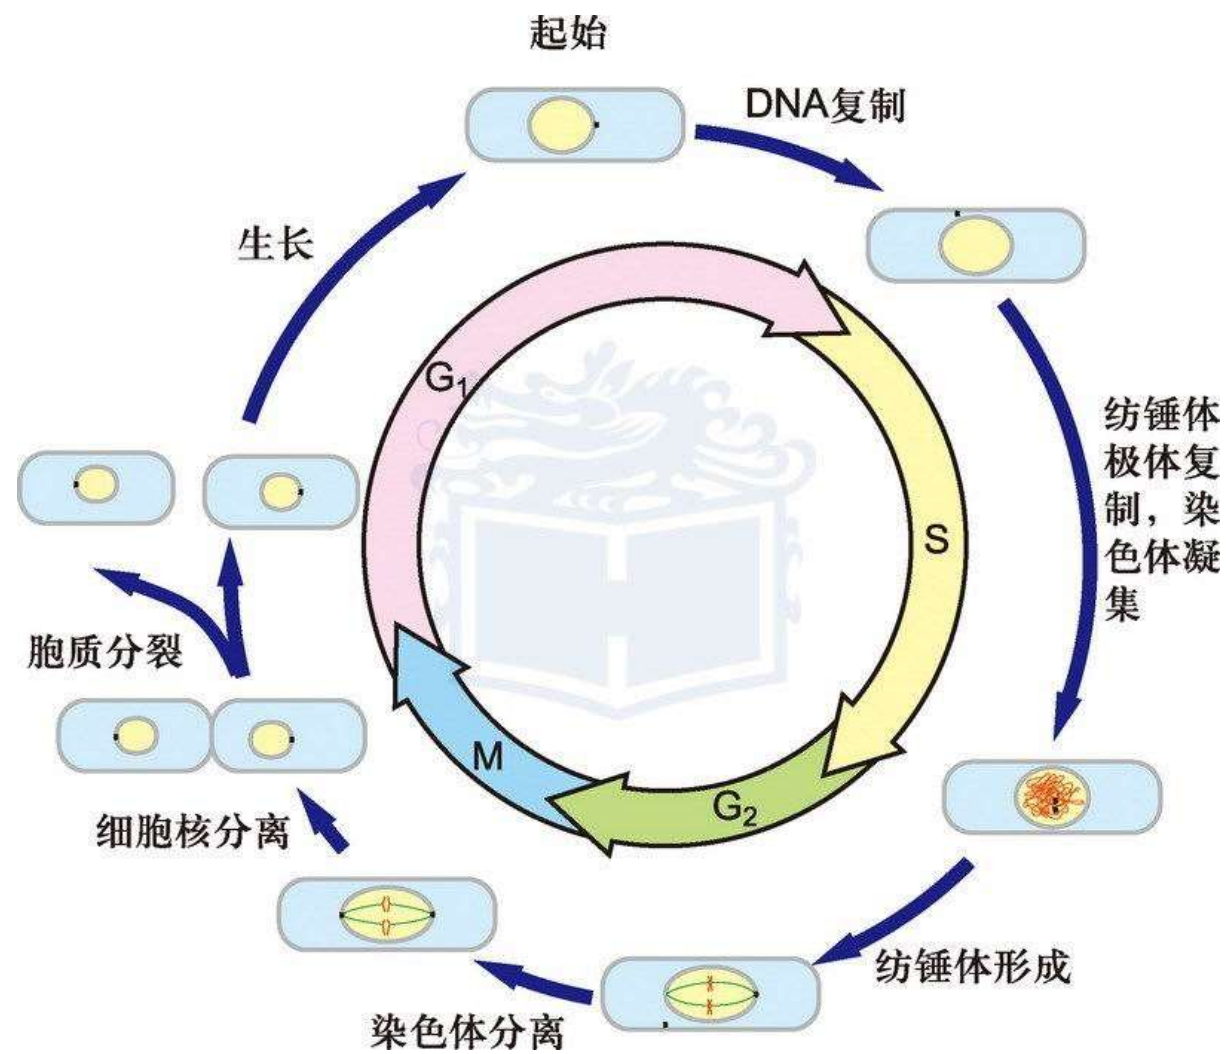 起始
DNA复制
生长
G₁
纺锤体
极体复
制，染
色体凝
集
S
胞质分裂
M
G₂
细胞核分离
纺锤体形成
染色体分离